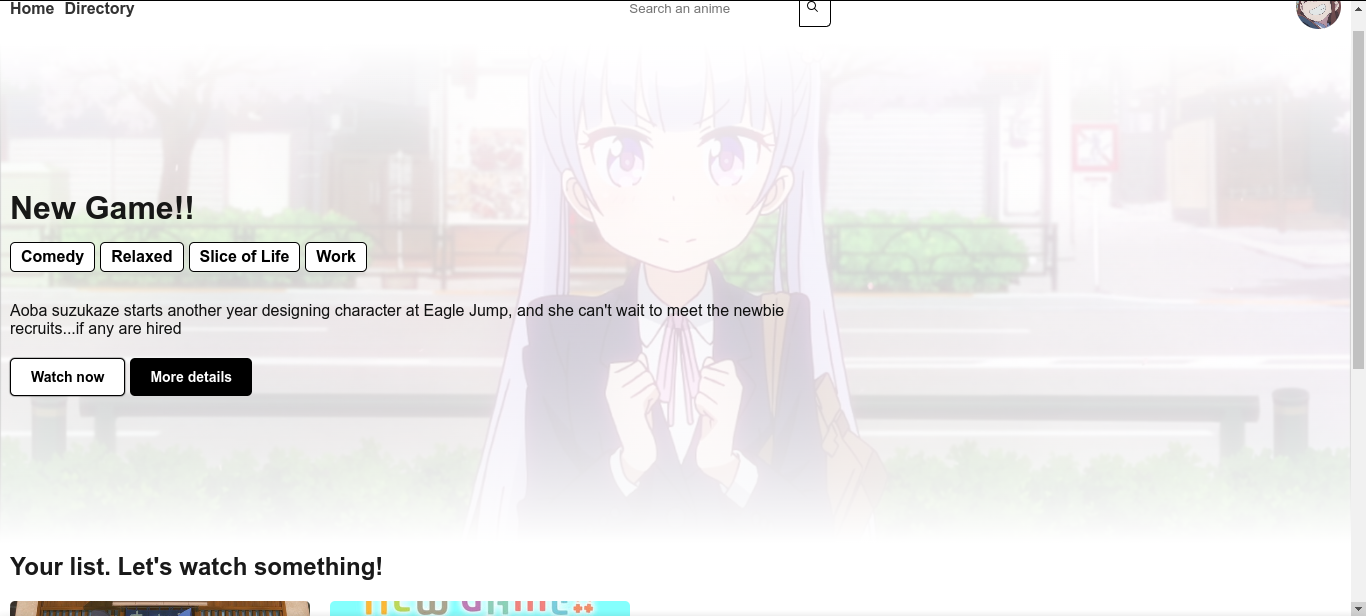 Home Directory Search an anime
New Game!!
Comedy Relaxed Slice of Life Work
Aoba suzukaze starts another year designing character at Eagle Jump, and she can't wait to meet the newbie
recruits...if any are hired
Watch now More details
Your list. Let's watch something!
NEW GAME!!